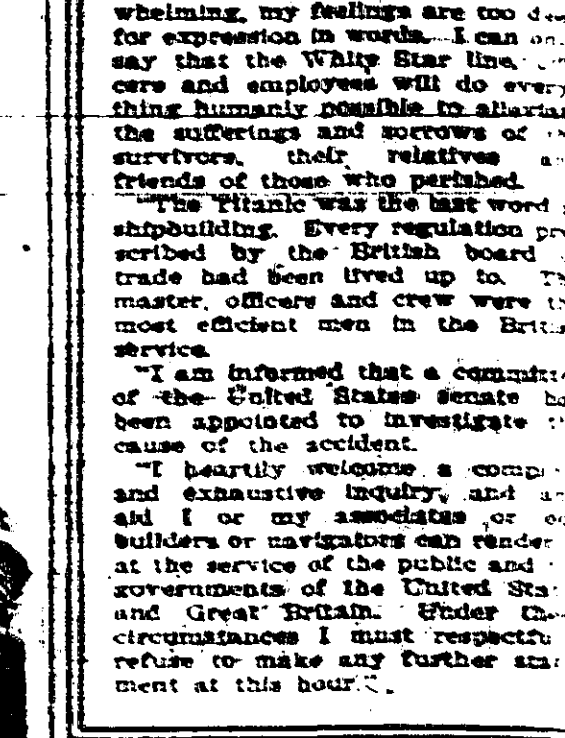 whelming, my feelings are too
for expression in words. I can
say that the White Star line
cers and employees will do every
thing humanly possible to alleviate
the sufferings and sorrows of
survivors, their relatives
friends of those who perished.
"The Titanic was the last word
shipbuilding. Every regulation pre
scribed by the British board
trade had been lived up to.
master, officers and crew were
most efficient men in the British
service.
"I am informed that a committee
of the United States senate
been appointed to investigate
cause of the accident.
"I heartily welcome a
and exhaustive inquiry, and
aid I or my associates or
builders or navigators can render
at the service of the public and
governments of the United
and Great Britain. Under
circumstances I must
refuse to make any further
ment at this hour."